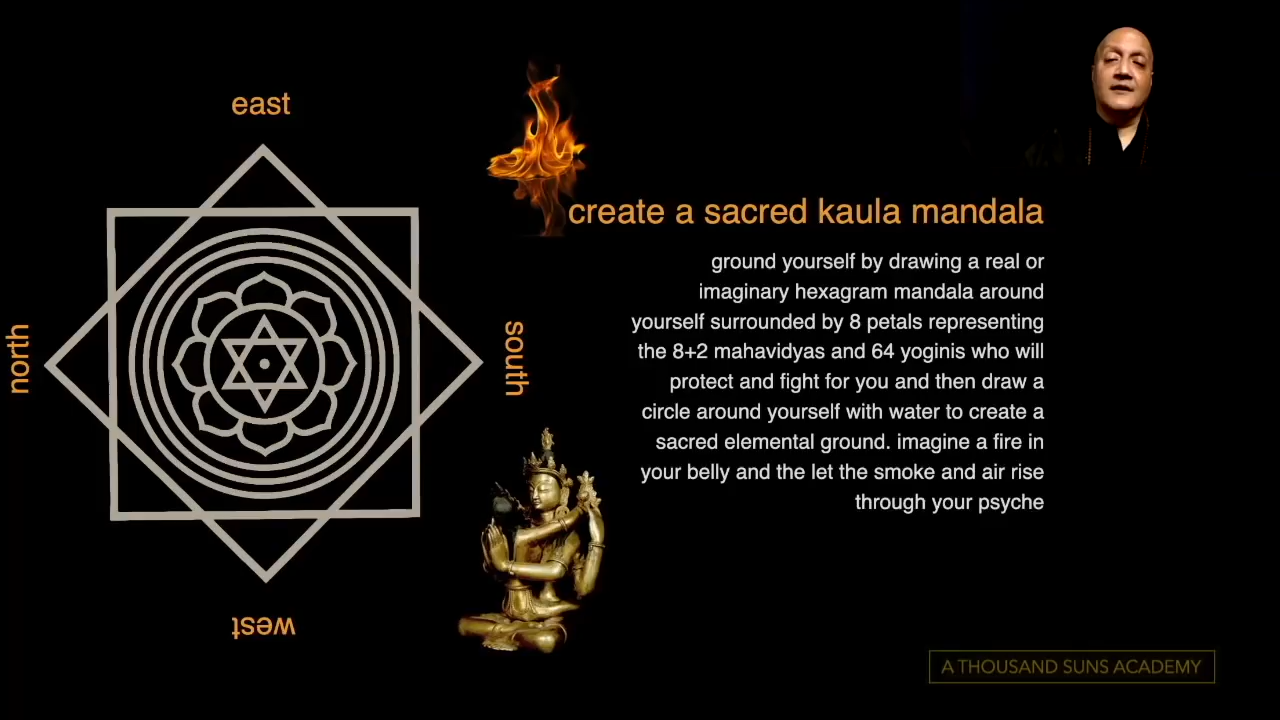 east
north
south
west
create a sacred kaula mandala
ground yourself by drawing a real or
imaginary hexagram mandala around
yourself surrounded by 8 petals representing
the 8+2 mahavidyas and 64 yoginis who will
protect and fight for you and then draw a
circle around yourself with water to create a
sacred elemental ground. imagine a fire in
your belly and the let the smoke and air rise
through your psyche
A THOUSAND SUNS ACADEMY